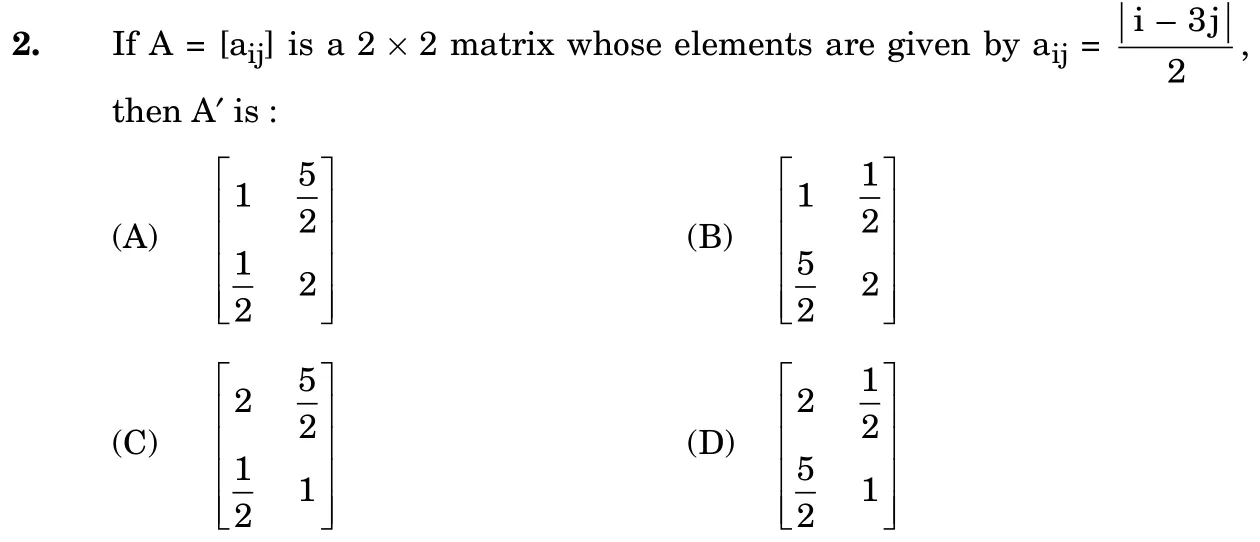 2. If A = [a_ij] is a 2 × 2 matrix whose elements are given by a_ij = |i – 3j|/2,
then A′ is :
(A) [1 5/2; 1/2 2] (B) [1 1/2; 5/2 2]
(C) [2 5/2; 1/2 1] (D) [2 1/2; 5/2 1]